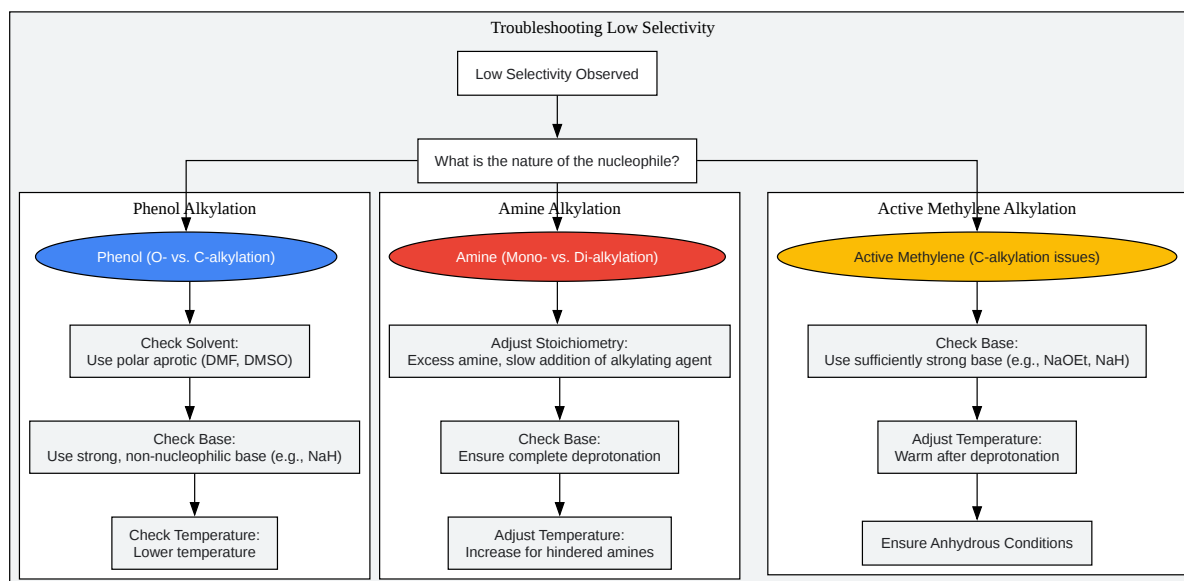 Troubleshooting Low Selectivity
Low Selectivity Observed
What is the nature of the nucleophile?
Phenol Alkylation
Phenol (O- vs. C-alkylation)
Check Solvent:
Use polar aprotic (DMF, DMSO)
Check Base:
Use strong, non-nucleophilic base (e.g., NaH)
Check Temperature:
Lower temperature
Amine Alkylation
Amine (Mono- vs. Di-alkylation)
Adjust Stoichiometry:
Excess amine, slow addition of alkylating agent
Check Base:
Ensure complete deprotonation
Adjust Temperature:
Increase for hindered amines
Active Methylene Alkylation
Active Methylene (C-alkylation issues)
Check Base:
Use sufficiently strong base (e.g., NaOEt, NaH)
Adjust Temperature:
Warm after deprotonation
Ensure Anhydrous Conditions